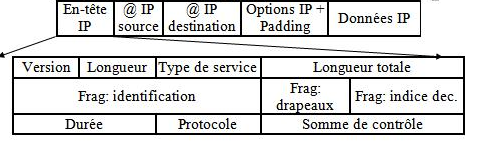 En-tête IP
@ IP source
@ IP destination
Options IP + Padding
Données IP
Version Longueur Type de service Longueur totale
Frag: identification
Frag: drapeaux
Frag: indice dec.
Durée Protocole Somme de contrôle